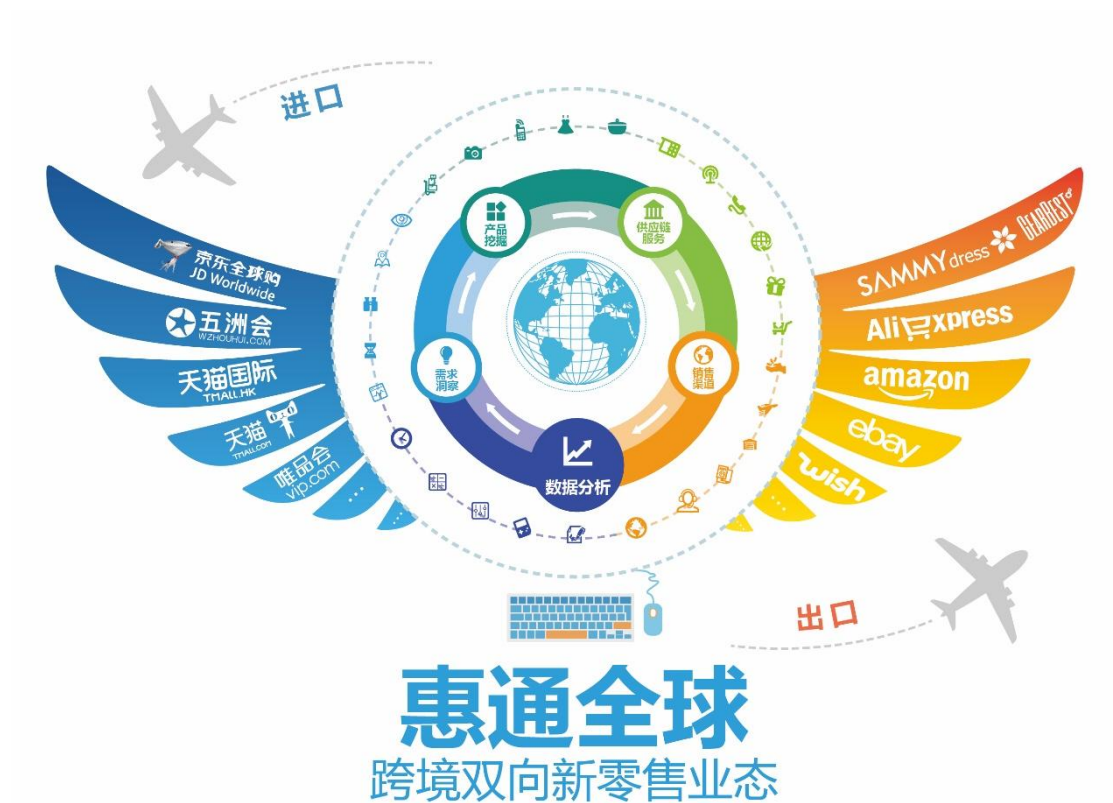 进口
京东全球购
JD Worldwide
五洲会
WZHOUHUI.COM
天猫国际
TMALL.HK
天猫
TMALL.COM
唯品会
vip.com
...
...
产品
挖掘
供应链
服务
需求
洞察
销售
渠道
数据分析
SAMMYdress GEARBEST
AliExpress
amazon
ebay
wish
...
...
出口
惠通全球
跨境双向新零售业态